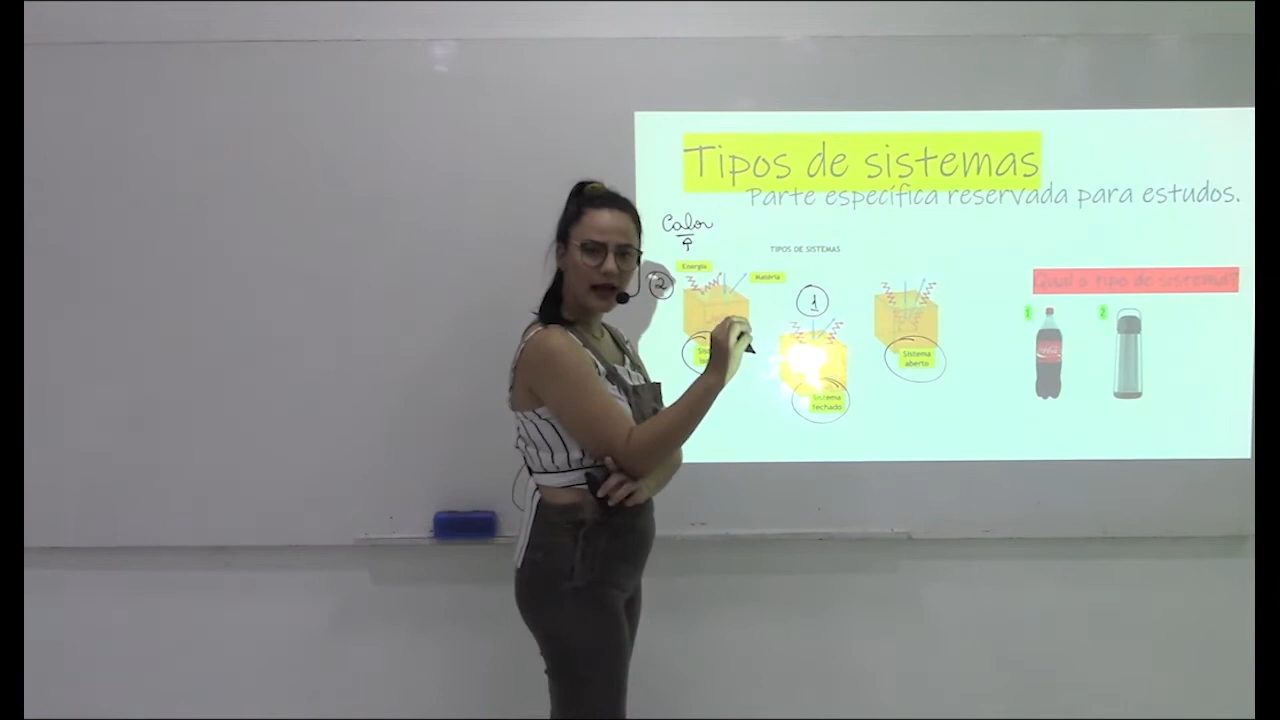 Tipos de sistemas
Parte específica reservada para estudos.
Calor
TIPOS DE SISTEMAS
Energia
Matéria
2
1
Sistema
fechado
Sistema
aberto
Qual o tipo de sistema?
1
2